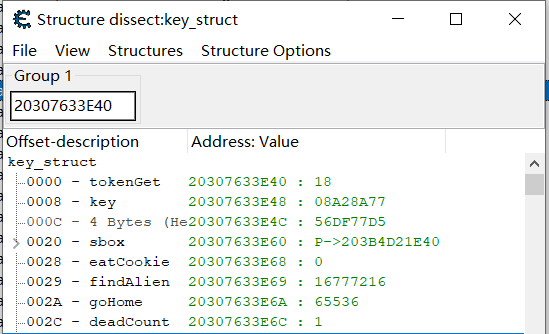 Structure dissect:key_struct
File View Structures Structure Options
Group 1
20307633E40
Offset-description Address: Value
key_struct
0000 - tokenGet 20307633E40 : 18
0008 - key 20307633E48 : 08A28A77
000C - 4 Bytes (He 20307633E4C : 56DF77D5
0020 - sbox 20307633E60 : P->203B4D21E40
0028 - eatCookie 20307633E68 : 0
0029 - findAlien 20307633E69 : 16777216
002A - goHome 20307633E6A : 65536
002C - deadCount 20307633E6C : 1